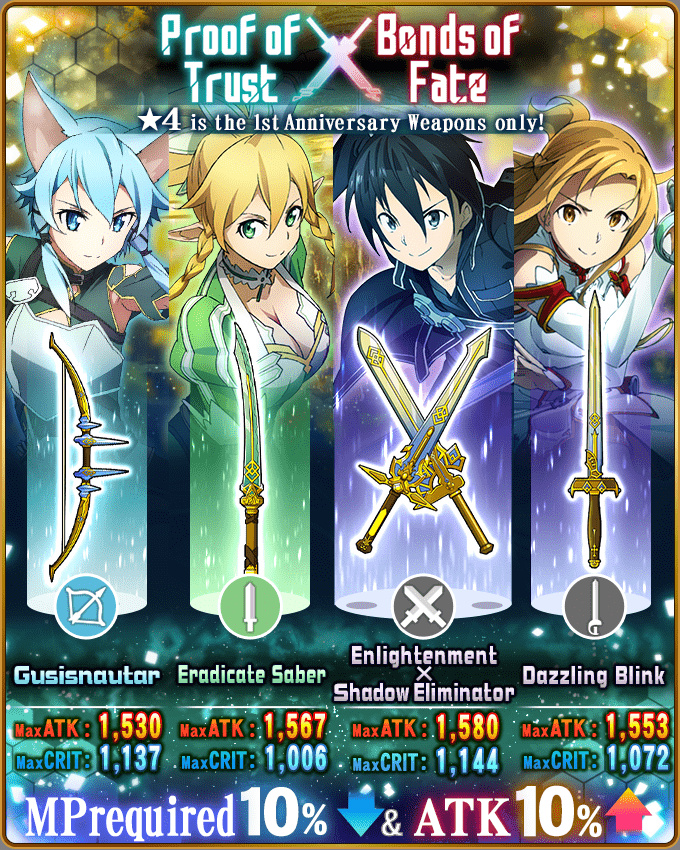 Proof of Trust × Bonds of Fate
★4 is the 1st Anniversary Weapons only!
Gusisnautar
MaxATK: 1,530
MaxCRIT: 1,137
Eradicate Saber
MaxATK: 1,567
MaxCRIT: 1,006
Enlightenment
×
Shadow Eliminator
MaxATK: 1,580
MaxCRIT: 1,144
Dazzling Blink
MaxATK: 1,553
MaxCRIT: 1,072
MPrequired 10% & ATK 10%